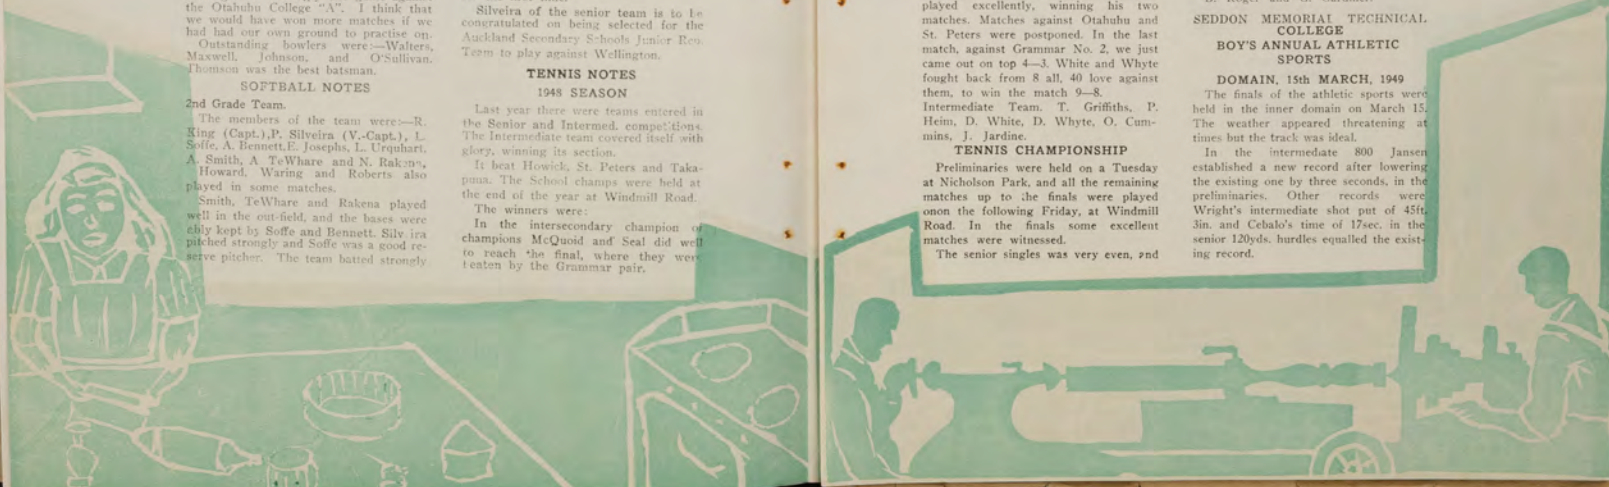 the Otahuhu College "A". I think that
we would have won more matches if we
had had our own ground to practise on.
Outstanding bowlers were:—Walters,
Maxwell, Johnson, and O'Sullivan.
Thomson was the best batsman.
SOFTBALL NOTES
2nd Grade Team.
The members of the team were:—R.
King (Capt.),P. Silveira (V.-Capt.), L.
Soffe, A. Bennett,E. Josephs, L. Urquhart,
A. Smith, A TeWhare and N. Rakena,
Howard, Waring and Roberts also
played in some matches.
Smith, TeWhare and Rakena played
well in the out-field, and the bases were
ably kept by Soffe and Bennett. Silv ira
pitched strongly and Soffe was a good re-
serve pitcher. The team batted strongly
Silveira of the senior team is to be
congratulated on being selected for the
Auckland Secondary Schools Junior Rep.
Team to play against Wellington.
TENNIS NOTES
1948 SEASON
Last year there were teams entered in
the Senior and Intermed. competitions.
The Intermediate team covered itself with
glory, winning its section.
It beat Howick, St. Peters and Taka-
puna. The School champs were held at
the end of the year at Windmill Road.
The winners were:
In the intersecondary champion of
champions McQuoid and Seal did well
to reach the final, where they were
beaten by the Grammar pair.
played excellently, winning his two
matches. Matches against Otahuhu and
St. Peters were postponed. In the last
match, against Grammar No. 2, we just
came out on top 4—3. White and Whyte
fought back from 8 all, 40 love against
them, to win the match 9—8.
Intermediate Team. T. Griffiths, P.
Heim, D. White, D. Whyte, O. Cum-
mins, J. Jardine.
TENNIS CHAMPIONSHIP
Preliminaries were held on a Tuesday
at Nicholson Park, and all the remaining
matches up to the finals were played
onon the following Friday, at Windmill
Road. In the finals some excellent
matches were witnessed.
The senior singles was very even, and
SEDDON MEMORIAL TECHNICAL
COLLEGE
BOY'S ANNUAL ATHLETIC
SPORTS
DOMAIN, 15th MARCH, 1949
The finals of the athletic sports were
held in the inner domain on March 15.
The weather appeared threatening at
times but the track was ideal.
In the intermediate 800 Jansen
established a new record after lowering
the existing one by three seconds, in the
preliminaries. Other records were
Wright's intermediate shot put of 45ft.
3in. and Cebalo's time of 17sec. in the
senior 120yds. hurdles equalled the exist-
ing record.